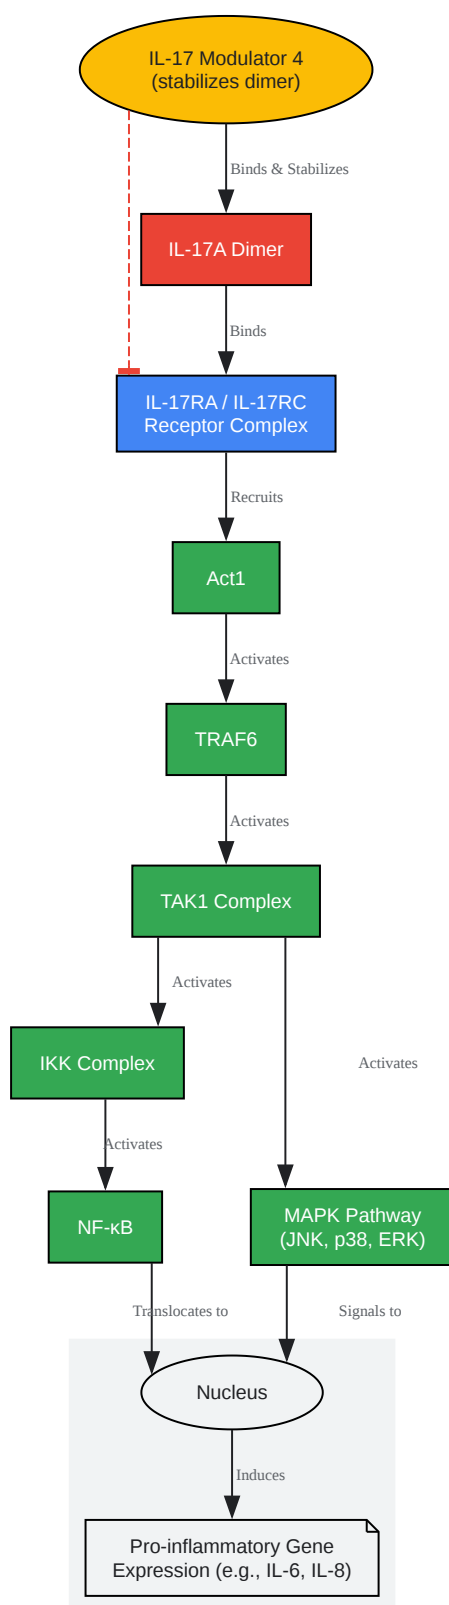 IL-17 Modulator 4
(stabilizes dimer)
Binds & Stabilizes
IL-17A Dimer
Binds
IL-17RA / IL-17RC
Receptor Complex
Recruits
Act1
Activates
TRAF6
Activates
TAK1 Complex
Activates
IKK Complex
Activates
Activates
NF-κB
MAPK Pathway
(JNK, p38, ERK)
Translocates to
Signals to
Nucleus
Induces
Pro-inflammatory Gene
Expression (e.g., IL-6, IL-8)